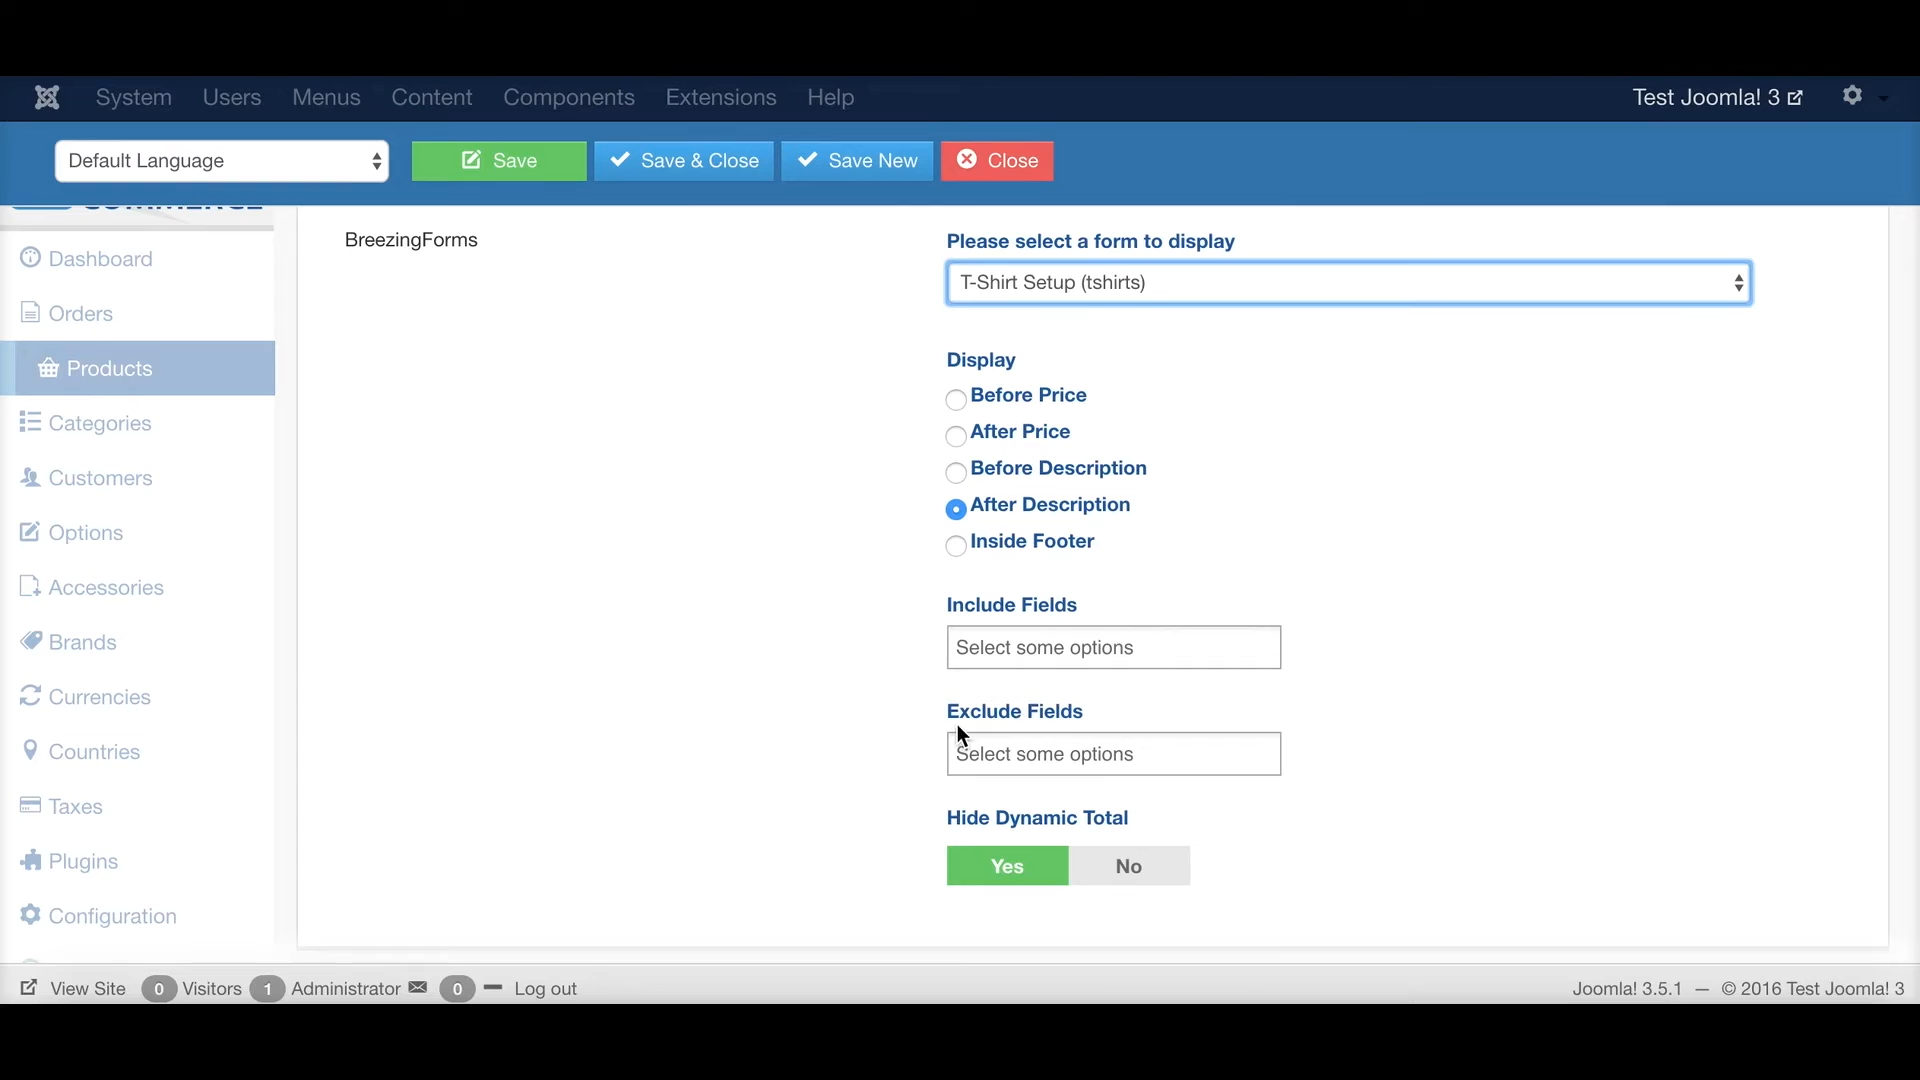 System Users Menus Content Components Extensions Help Test Joomla! 3
Default Language Save Save & Close Save New Close
BreezingForms
Please select a form to display
T-Shirt Setup (tshirts)
Display
Before Price
After Price
Before Description
After Description
Inside Footer
Include Fields
Select some options
Exclude Fields
Select some options
Hide Dynamic Total
Yes No
Dashboard
Orders
Products
Categories
Customers
Options
Accessories
Brands
Currencies
Countries
Taxes
Plugins
Configuration
View Site 0 Visitors 1 Administrator 0 Log out Joomla! 3.5.1 — © 2016 Test Joomla! 3